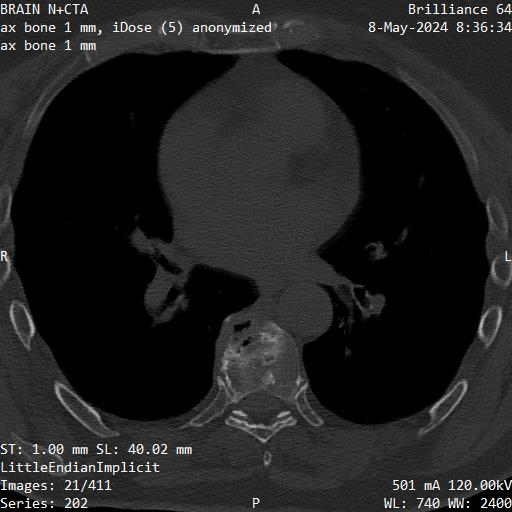 BRAIN N+CTA
A
Brilliance 64
ax bone 1 mm, iDose (5) anonymized
8-May-2024 8:36:34
ax bone 1 mm
R
L
ST: 1.00 mm SL: 40.02 mm
LittleEndianImplicit
Images: 21/411
501 mA 120.00kV
Series: 202
P
WL: 740 WW: 2400